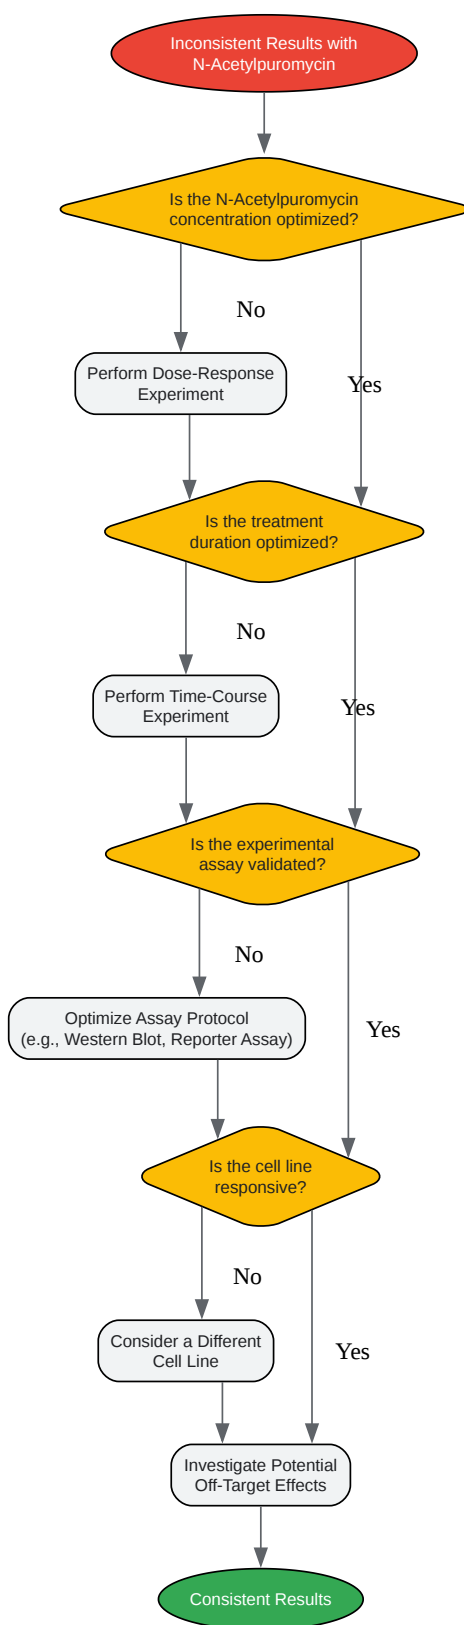 Inconsistent Results with
N-Acetylpuromycin
Is the N-Acetylpuromycin
concentration optimized?
No
Perform Dose-Response
Experiment
Yes
Is the treatment
duration optimized?
No
Perform Time-Course
Experiment
Yes
Is the experimental
assay validated?
No
Optimize Assay Protocol
(e.g., Western Blot, Reporter Assay)
Yes
Is the cell line
responsive?
No
Consider a Different
Cell Line
Yes
Investigate Potential
Off-Target Effects
Consistent Results